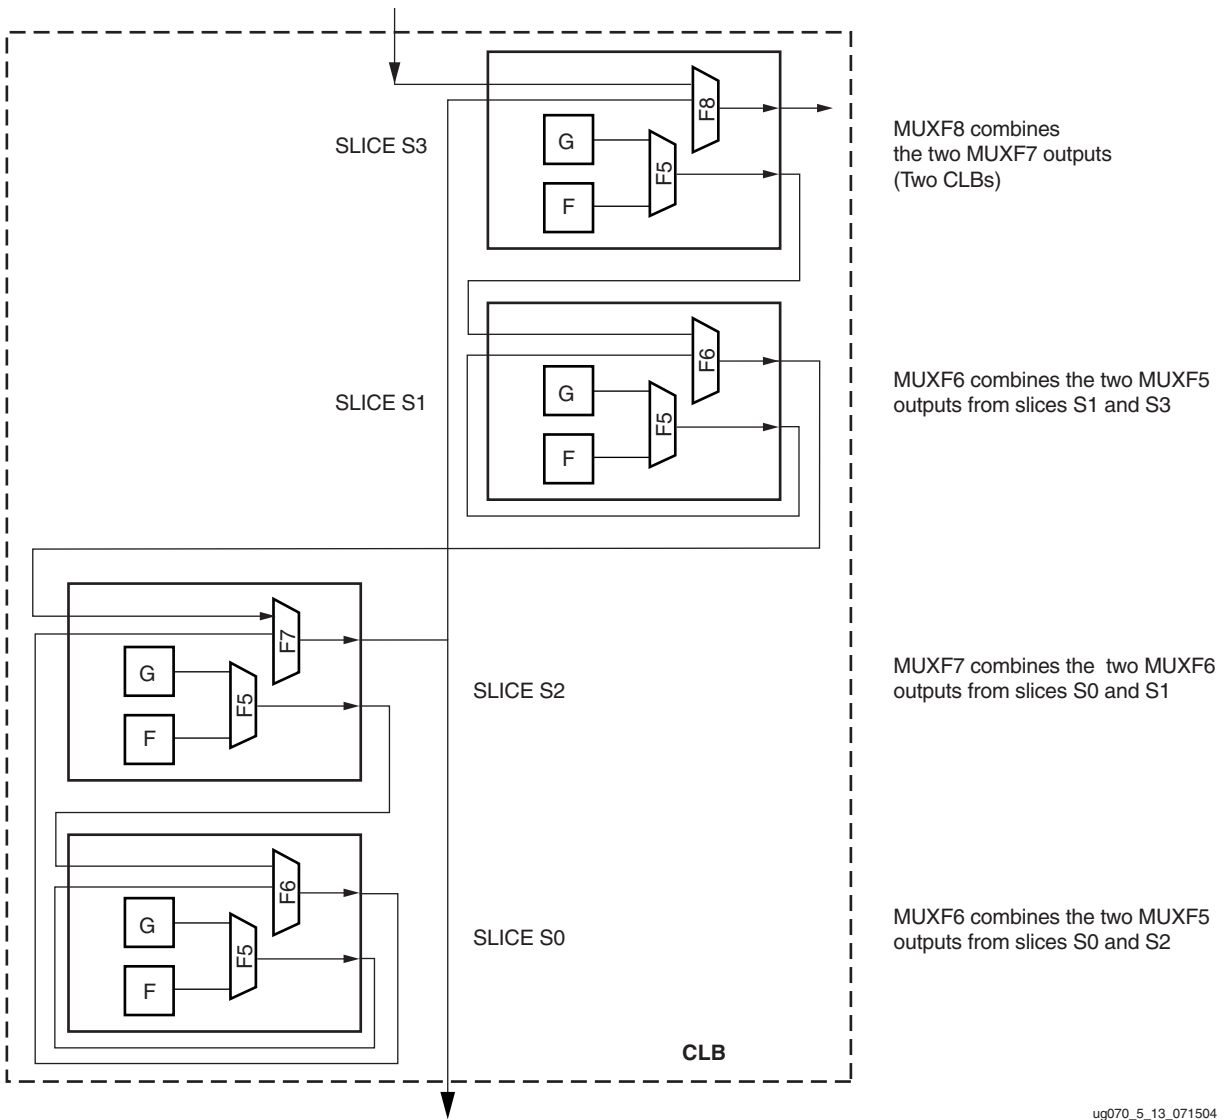 F8
G
F5
F
SLICE S3
MUXF8 combines
the two MUXF7 outputs
(Two CLBs)
F6
G
F5
F
SLICE S1
MUXF6 combines the two MUXF5
outputs from slices S1 and S3
F7
G
F5
F
SLICE S2
MUXF7 combines the  two MUXF6
outputs from slices S0 and S1
F6
G
F5
F
SLICE S0
MUXF6 combines the two MUXF5
outputs from slices S0 and S2
CLB
ug070_5_13_071504